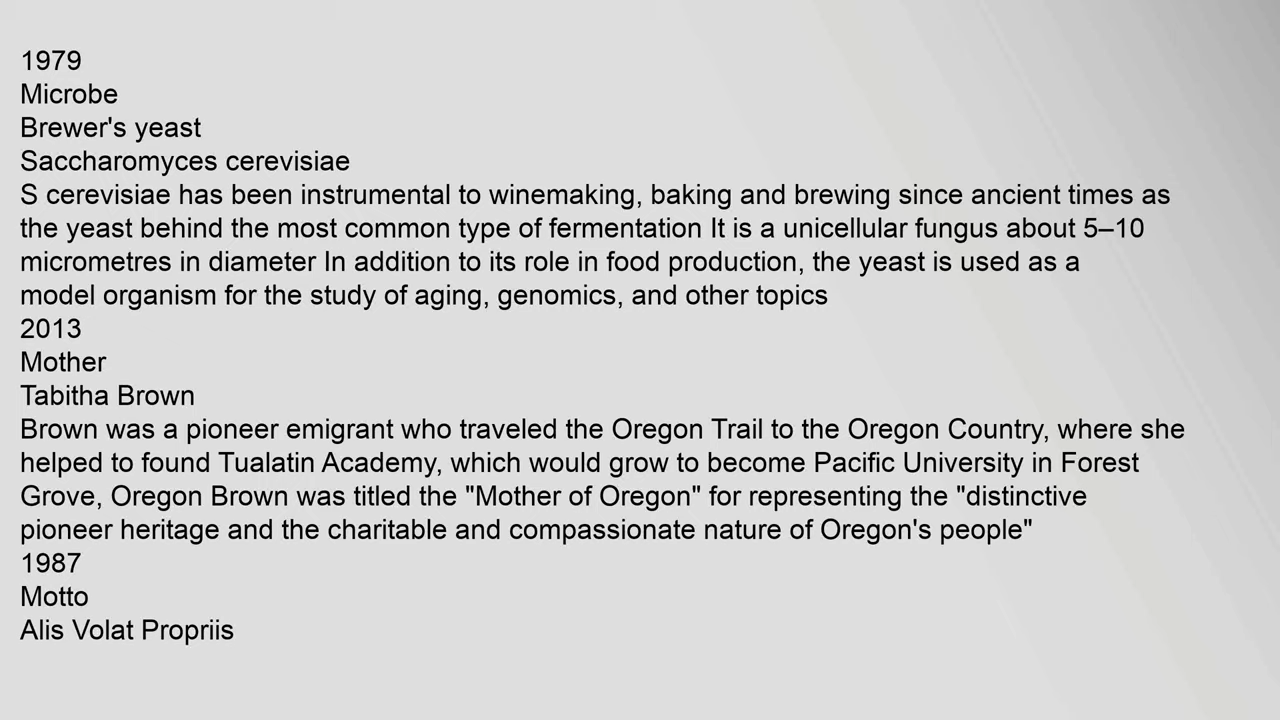 1979
Microbe
Brewer's yeast
Saccharomyces cerevisiae
S cerevisiae has been instrumental to winemaking, baking and brewing since ancient times as
the yeast behind the most common type of fermentation It is a unicellular fungus about 5–10
micrometres in diameter In addition to its role in food production, the yeast is used as a
model organism for the study of aging, genomics, and other topics
2013
Mother
Tabitha Brown
Brown was a pioneer emigrant who traveled the Oregon Trail to the Oregon Country, where she
helped to found Tualatin Academy, which would grow to become Pacific University in Forest
Grove, Oregon Brown was titled the "Mother of Oregon" for representing the "distinctive
pioneer heritage and the charitable and compassionate nature of Oregon's people"
1987
Motto
Alis Volat Propriis